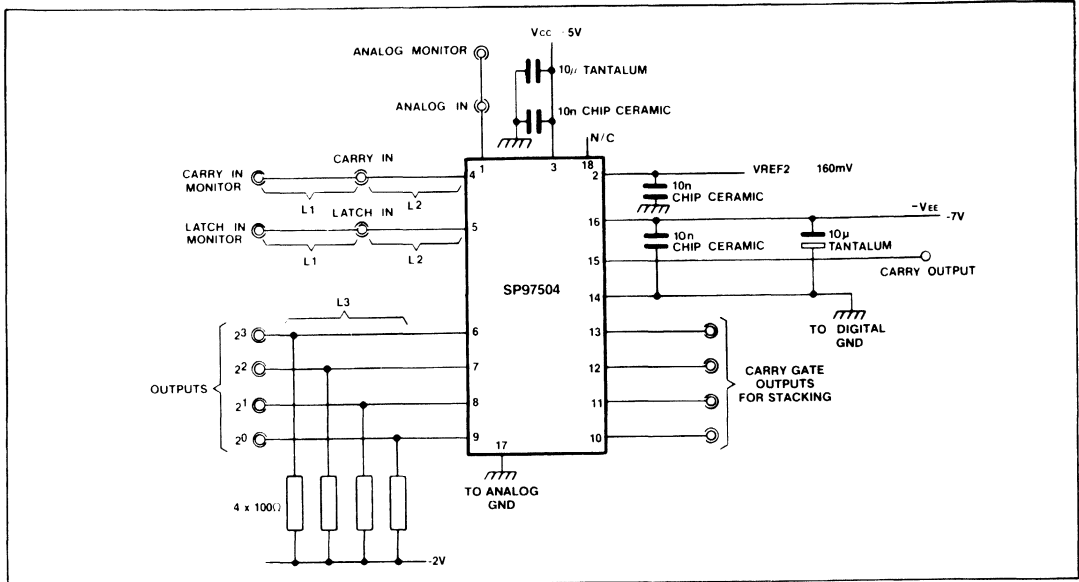 Vcc -5V
ANALOG MONITOR
10µ TANTALUM
ANALOG IN
10n CHIP CERAMIC
N/C
CARRY IN
CARRY IN
MONITOR
L1
L2
LATCH IN
LATCH IN
MONITOR
L1
L2
1
3
18
4
5
2
VREF2 160mV
10n
CHIP CERAMIC
16
-VEE
-7V
10n
CHIP CERAMIC
10µ
TANTALUM
15
CARRY OUTPUT
SP97504
14
TO DIGITAL
GND
L3
OUTPUTS
2³
6
2²
7
2¹
8
2⁰
9
13
12
11
10
CARRY GATE
OUTPUTS
FOR STACKING
17
TO ANALOG
GND
4 x 100Ω
-2V